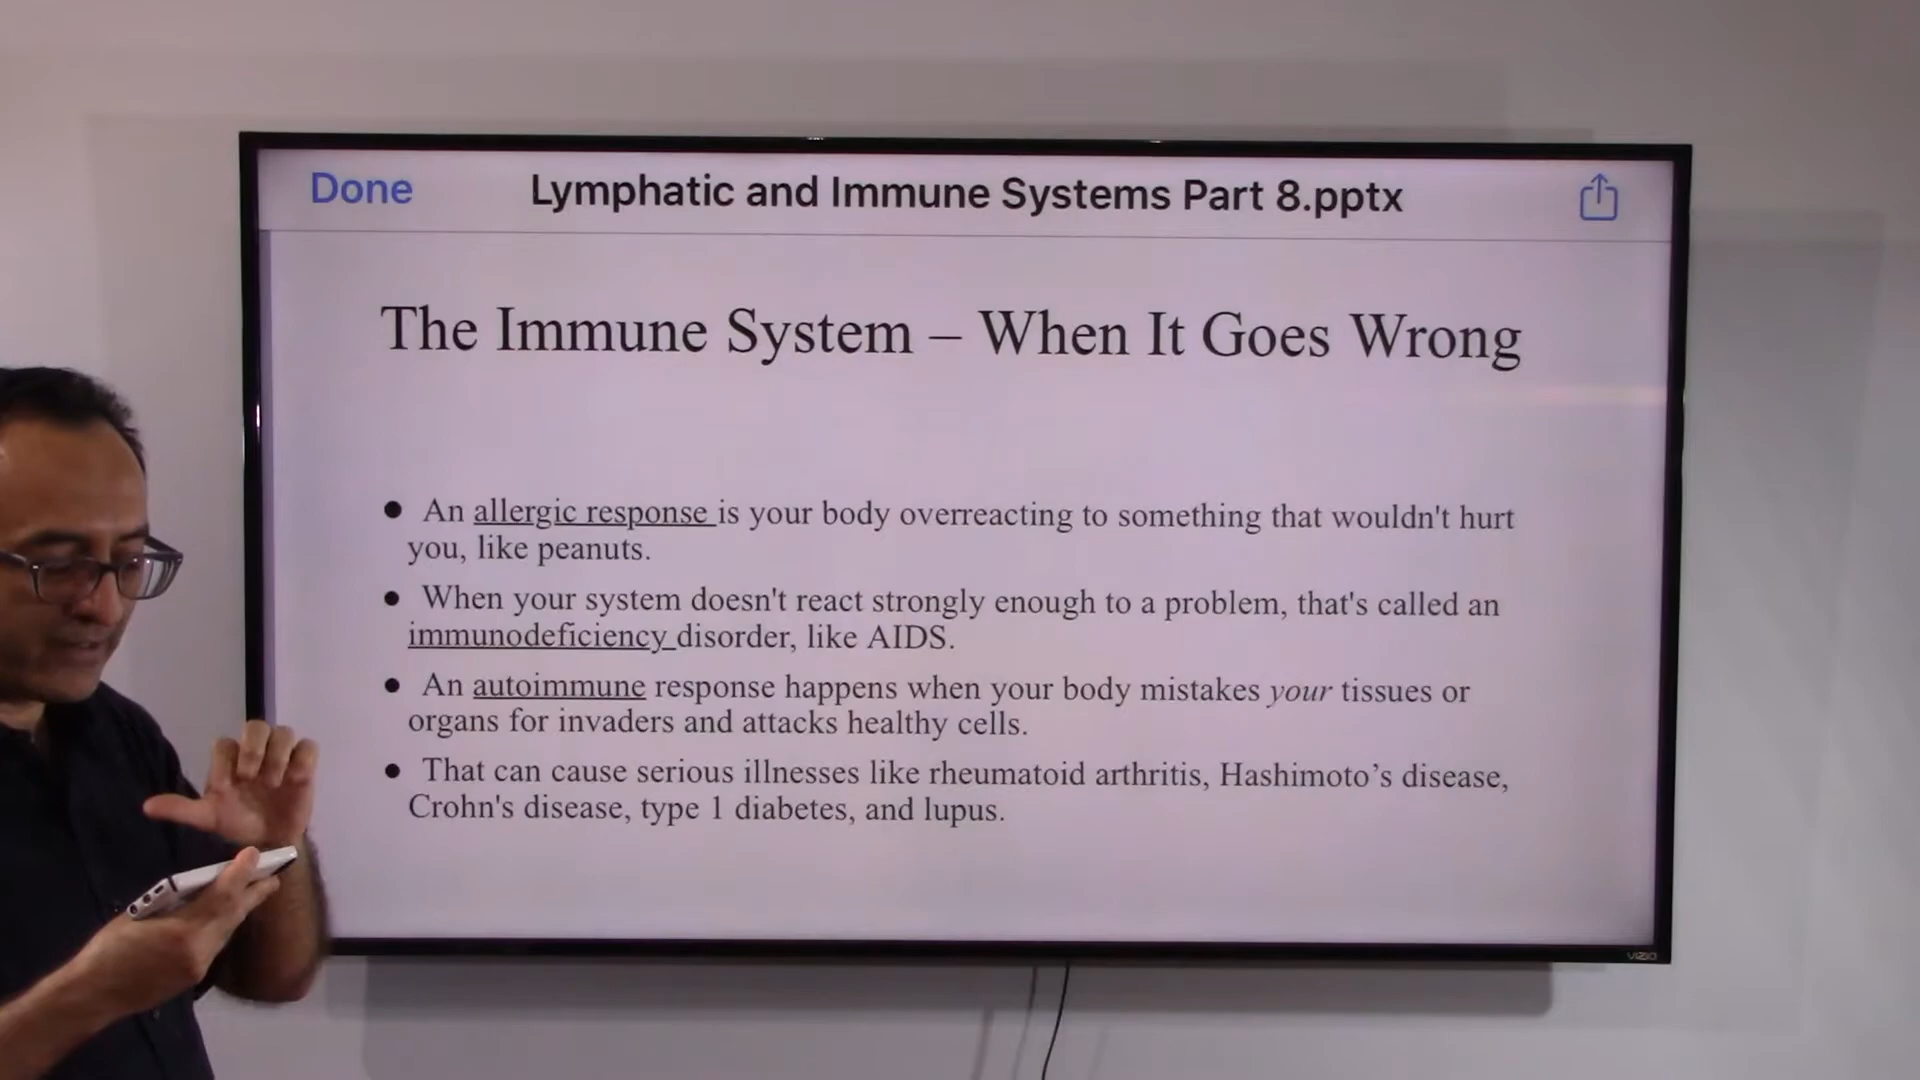 Done
Lymphatic and Immune Systems Part 8.pptx
The Immune System – When It Goes Wrong
● An allergic response is your body overreacting to something that wouldn't hurt
you, like peanuts.
● When your system doesn't react strongly enough to a problem, that's called an
immunodeficiency disorder, like AIDS.
● An autoimmune response happens when your body mistakes your tissues or
organs for invaders and attacks healthy cells.
● That can cause serious illnesses like rheumatoid arthritis, Hashimoto’s disease,
Crohn's disease, type 1 diabetes, and lupus.
VIZIO